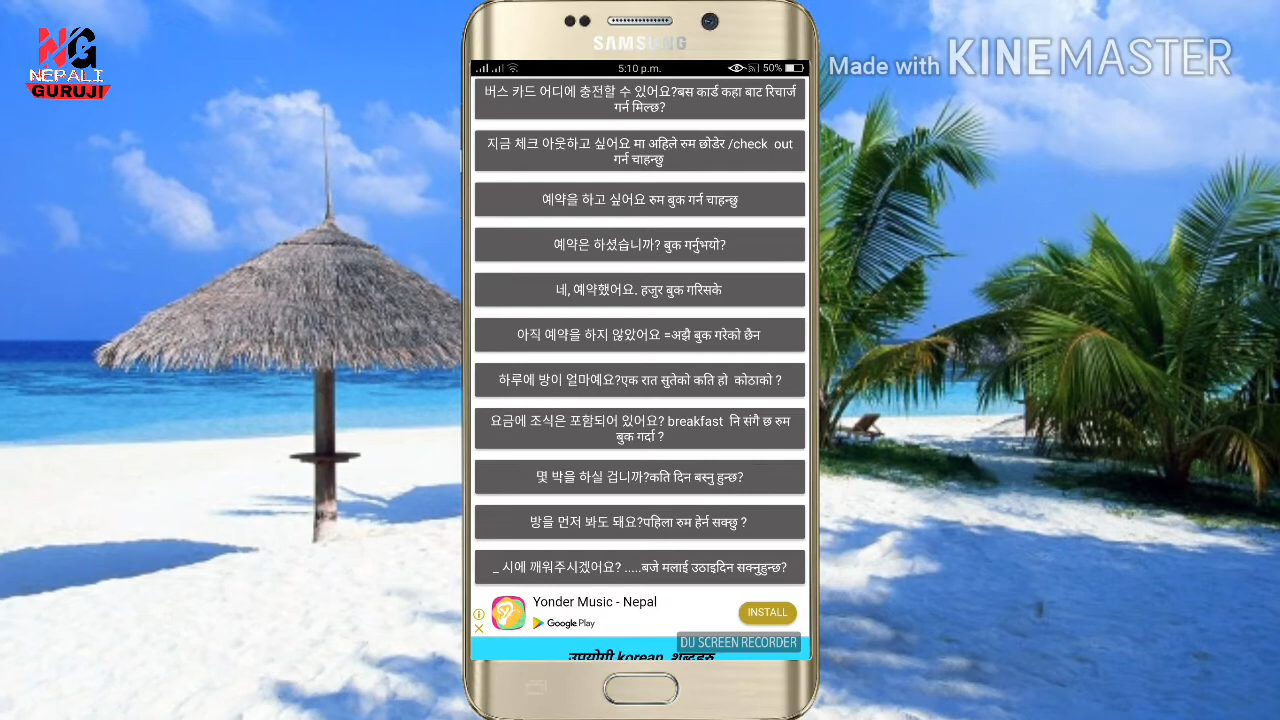 NG
NEPALI
GURUJI
Made with KINEMASTER
SAMSUNG
5:10 p.m.
50%
버스 카드 어디에 충전할 수 있어요?बस कार्ड कहा बाट रिचार्ज
गर्न मिल्छ?
지금 체크 아웃하고 싶어요 मा अहिले रुम छोडेर /check out
गर्न चाहन्छु
예약을 하고 싶어요 रुम बुक गर्न चाहन्छु
예약은 하셨습니까? बुक गर्नुभयो?
네, 예약했어요. हजुर बुक गरिसके
아직 예약을 하지 않았어요 =अझै बुक गरेको छैन
하루에 방이 얼마예요?एक रात सुतेको कति हो कोठाको ?
요금에 조식은 포함되어 있어요? breakfast नि संगै छ रुम
बुक गर्दा ?
몇 박을 하실 겁니까?कति दिन बस्नु हुन्छ?
방을 먼저 봐도 돼요?पहिला रुम हेर्न सक्छु ?
_ 시에 깨워주시겠어요? .....बजे मलाई उठाइदिन सक्नुहुन्छ?
Yonder Music - Nepal
Google Play
INSTALL
DU SCREEN RECORDER
उपयोगी korean शब्दहरु